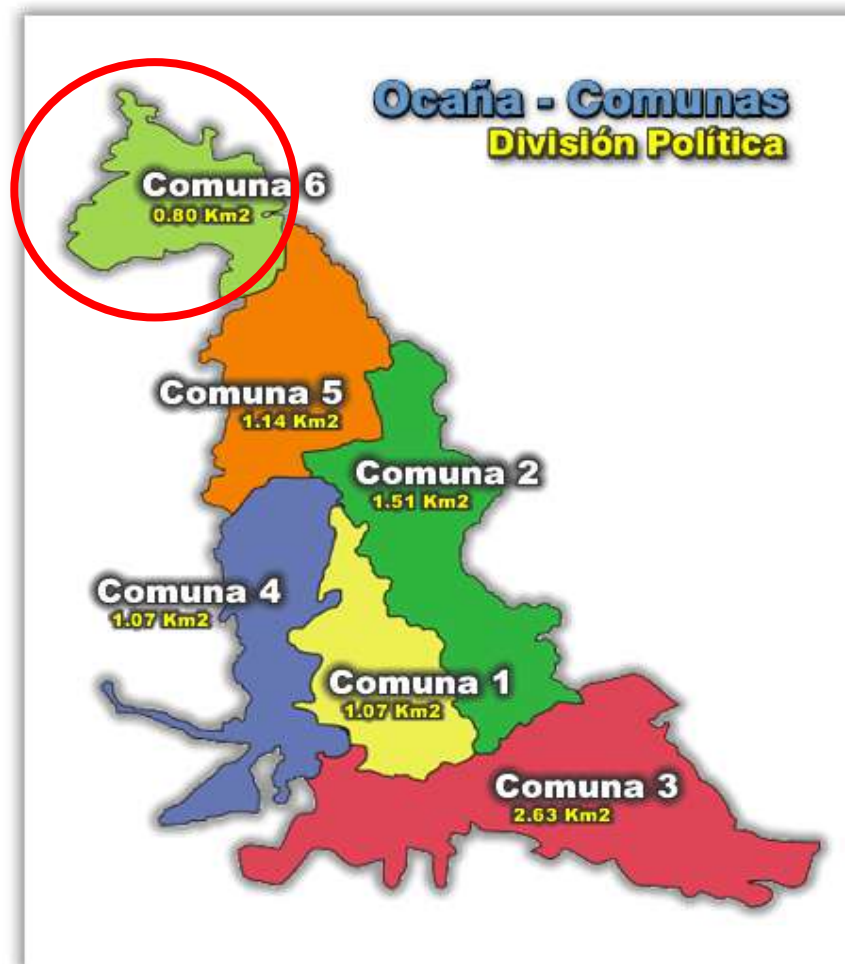 Ocaña - Comunas
División Política
Comuna 6
0.80 Km2
Comuna 5
1.14 Km2
Comuna 2
1.51 Km2
Comuna 4
1.07 Km2
Comuna 1
1.07 Km2
Comuna 3
2.63 Km2